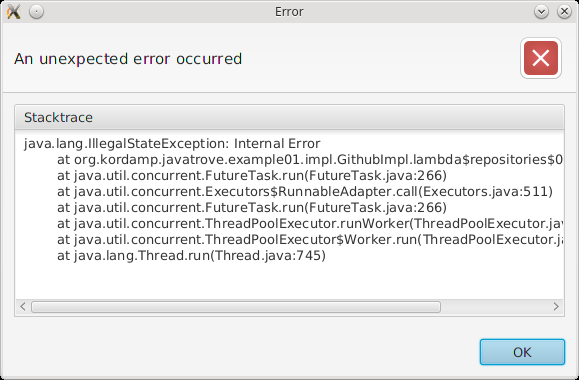 Error
An unexpected error occurred
Stacktrace
java.lang.IllegalStateException: Internal Error
at org.kordamp.javatrove.example01.impl.GithubImpl.lambda$repositories$0
at java.util.concurrent.FutureTask.run(FutureTask.java:266)
at java.util.concurrent.Executors$RunnableAdapter.call(Executors.java:511)
at java.util.concurrent.FutureTask.run(FutureTask.java:266)
at java.util.concurrent.ThreadPoolExecutor.runWorker(ThreadPoolExecutor.jav
at java.util.concurrent.ThreadPoolExecutor$Worker.run(ThreadPoolExecutor.ja
at java.lang.Thread.run(Thread.java:745)
OK